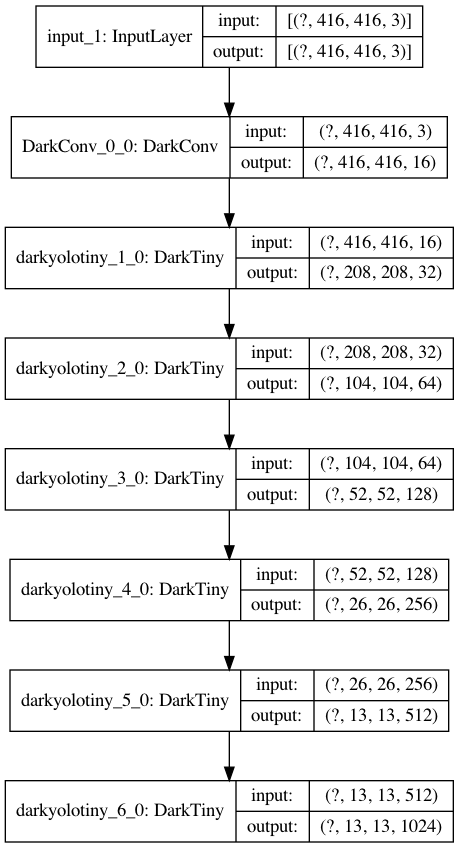 input_1: InputLayer
input: [(?, 416, 416, 3)]
output: [(?, 416, 416, 3)]
DarkConv_0_0: DarkConv
input: (?, 416, 416, 3)
output: (?, 416, 416, 16)
darkyolotiny_1_0: DarkTiny
input: (?, 416, 416, 16)
output: (?, 208, 208, 32)
darkyolotiny_2_0: DarkTiny
input: (?, 208, 208, 32)
output: (?, 104, 104, 64)
darkyolotiny_3_0: DarkTiny
input: (?, 104, 104, 64)
output: (?, 52, 52, 128)
darkyolotiny_4_0: DarkTiny
input: (?, 52, 52, 128)
output: (?, 26, 26, 256)
darkyolotiny_5_0: DarkTiny
input: (?, 26, 26, 256)
output: (?, 13, 13, 512)
darkyolotiny_6_0: DarkTiny
input: (?, 13, 13, 512)
output: (?, 13, 13, 1024)